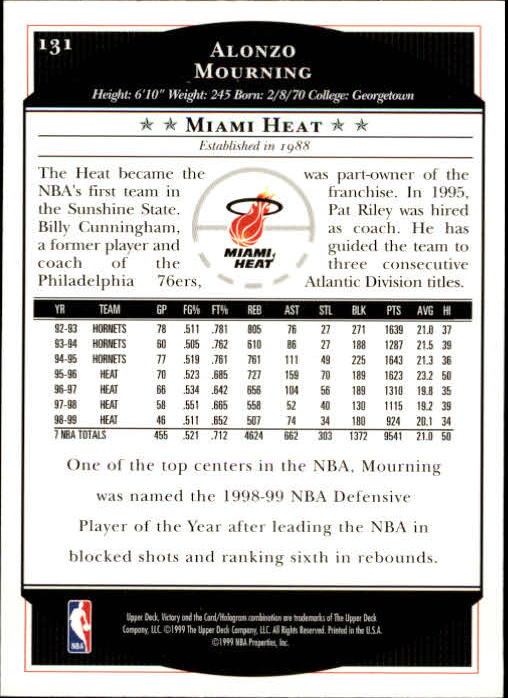 131
ALONZO
MOURNING
Height: 6'10" Weight: 245 Born: 2/8/70 College: Georgetown
MIAMI HEAT
Established in 1988
The Heat became the
NBA's first team in
the Sunshine State.
Billy Cunningham,
a former player and
coach of the
Philadelphia 76ers,
MIAMI
HEAT
was part-owner of the
franchise. In 1995,
Pat Riley was hired
as coach. He has
guided the team to
three consecutive
Atlantic Division titles.
YR TEAM GP FG% FT% REB AST STL BLK PTS AVG HI
92-93 HORNETS 78 .511 .781 805 76 27 271 1639 21.0 37
93-94 HORNETS 60 .505 .762 610 86 27 188 1287 21.5 39
94-95 HORNETS 77 .519 .761 761 111 49 225 1643 21.3 36
95-96 HEAT 70 .523 .685 727 159 70 189 1623 23.2 50
96-97 HEAT 66 .534 .642 656 104 56 189 1310 19.8 35
97-98 HEAT 58 .551 .665 558 52 40 130 1115 19.2 39
98-99 HEAT 46 .511 .652 507 74 34 180 924 20.1 34
7 NBA TOTALS 455 .521 .712 4624 662 303 1372 9541 21.0 50
One of the top centers in the NBA, Mourning
was named the 1998-99 NBA Defensive
Player of the Year after leading the NBA in
blocked shots and ranking sixth in rebounds.
NBA
Upper Deck, Victory and the Card/Hologram combination are trademarks of The Upper Deck
Company, LLC. ©1999 The Upper Deck Company, LLC. All Rights Reserved. Printed in the U.S.A.
©1999 NBA Properties, Inc.